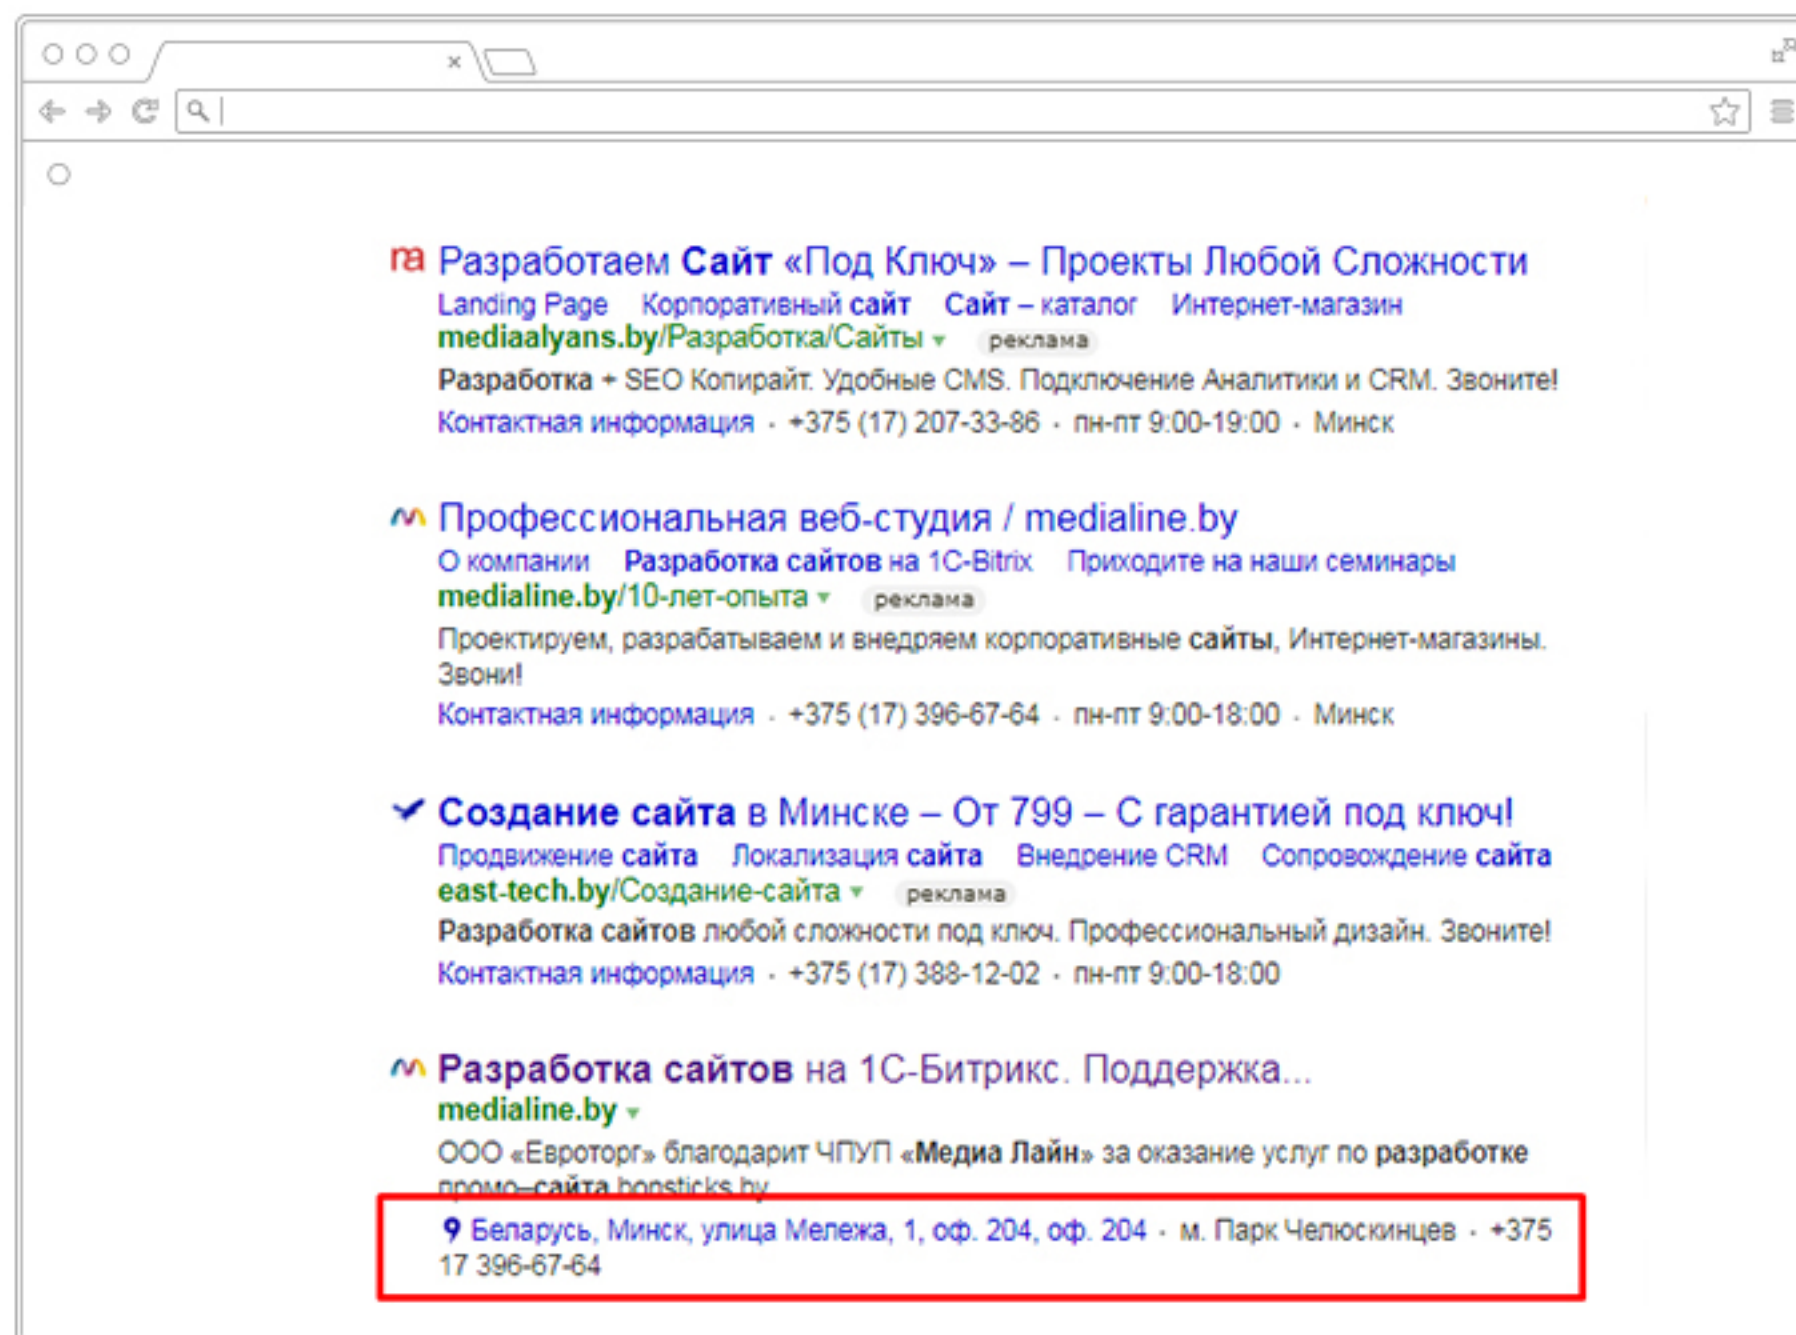 Разработаем Сайт «Под Ключ» – Проекты Любой Сложности
Landing Page Корпоративный сайт Сайт – каталог Интернет-магазин
mediaalyans.by/Разработка/Сайты реклама
Разработка + SEO Копирайт. Удобные CMS. Подключение Аналитики и CRM. Звоните!
Контактная информация · +375 (17) 207-33-86 · пн-пт 9:00-19:00 · Минск
Профессиональная веб-студия / medialine.by
О компании Разработка сайтов на 1С-Bitrix Приходите на наши семинары
medialine.by/10-лет-опыта реклама
Проектируем, разрабатываем и внедряем корпоративные сайты, Интернет-магазины.
Звони!
Контактная информация · +375 (17) 396-67-64 · пн-пт 9:00-18:00 · Минск
Создание сайта в Минске – От 799 – С гарантией под ключ!
Продвижение сайта Локализация сайта Внедрение CRM Сопровождение сайта
east-tech.by/Создание-сайта реклама
Разработка сайтов любой сложности под ключ. Профессиональный дизайн. Звоните!
Контактная информация · +375 (17) 388-12-02 · пн-пт 9:00-18:00
Разработка сайтов на 1С-Битрикс. Поддержка...
medialine.by
ООО «Евроторг» благодарит ЧПУП «Медиа Лайн» за оказание услуг по разработке
промо–сайта bonsticks.by
Беларусь, Минск, улица Мележа, 1, оф. 204, оф. 204 · м. Парк Челюскинцев · +375
17 396-67-64